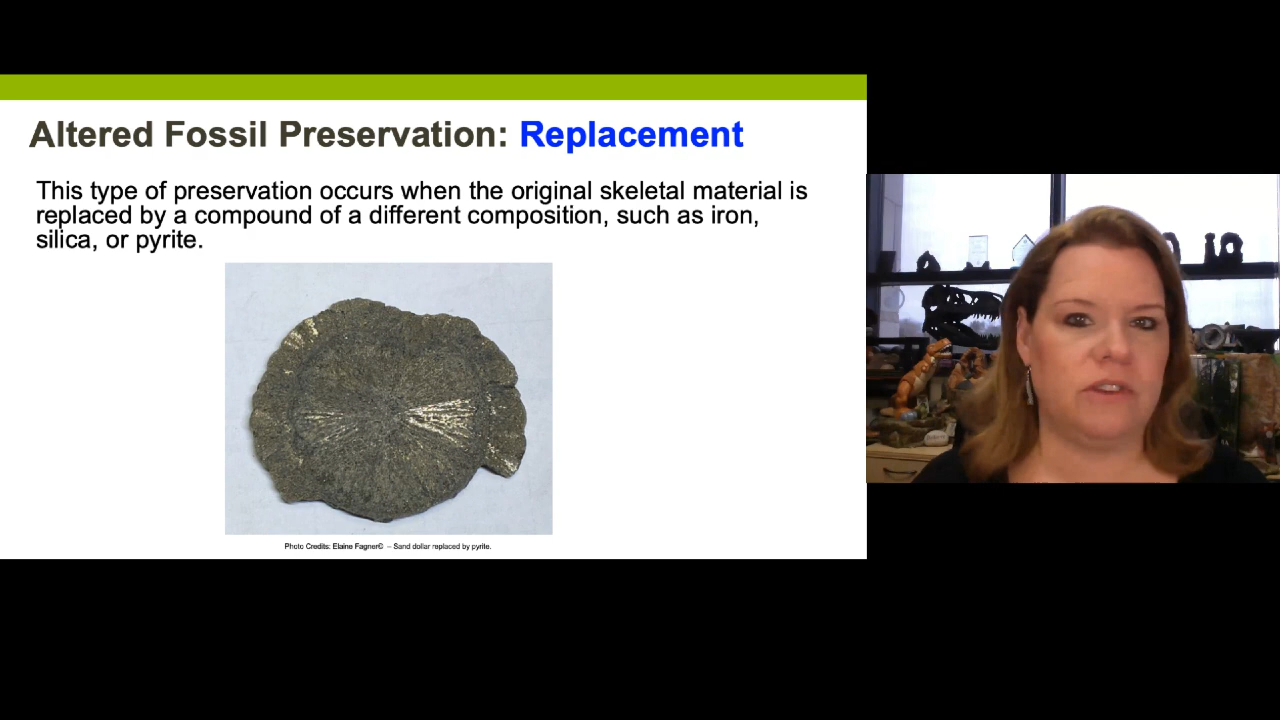 Altered Fossil Preservation: Replacement
This type of preservation occurs when the original skeletal material is
replaced by a compound of a different composition, such as iron,
silica, or pyrite.
Photo Credits: Elaine Fagner© – Sand dollar replaced by pyrite.